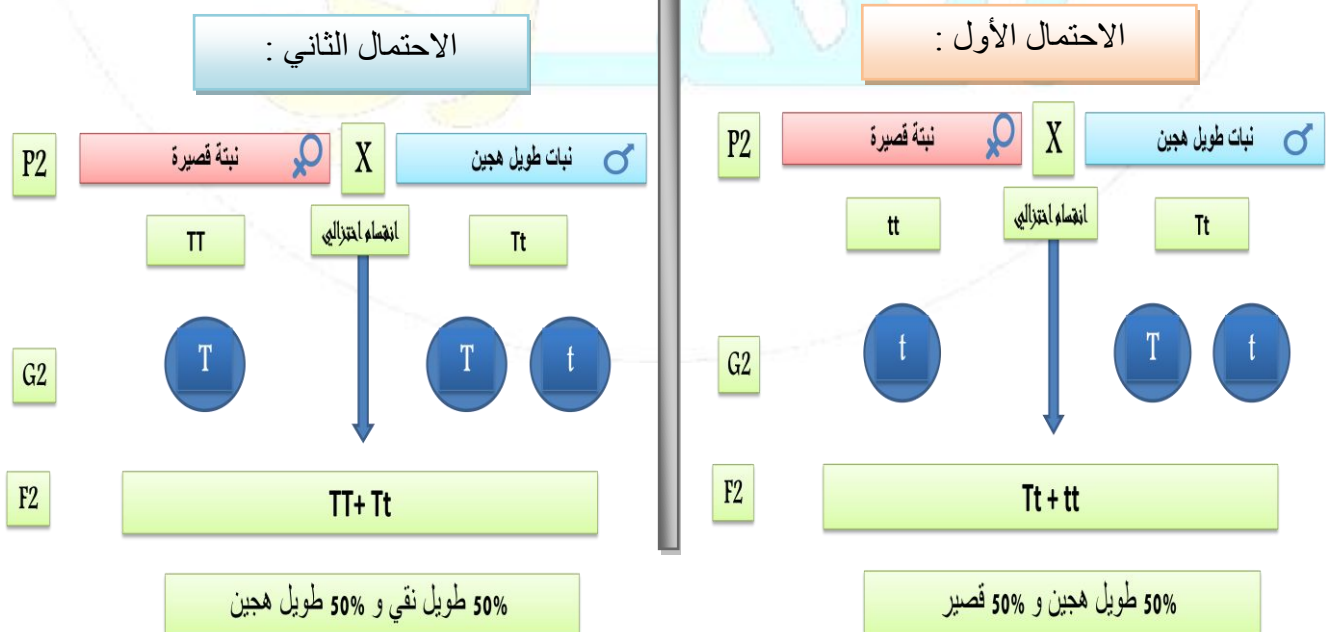 الاحتمال الأول :
P2
نبتة قصيرة
X
نبات طويل هجين
tt
انقسام اختزالي
Tt
G2
t
T
t
F2
Tt + tt
50% طويل هجين و 50% قصير
الاحتمال الثاني :
P2
نبتة قصيرة
X
نبات طويل هجين
TT
انقسام اختزالي
Tt
G2
T
T
t
F2
TT+ Tt
50% طويل نقي و 50% طويل هجين